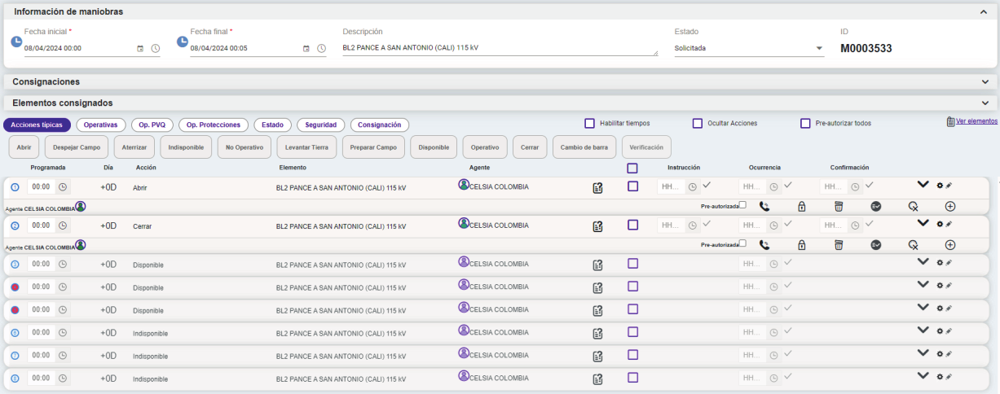 Información de maniobras
Fecha inicial * Fecha final * Descripción Estado ID
08/04/2024 00:00 08/04/2024 00:05 BL2 PANCE A SAN ANTONIO (CALI) 115 kV Solicitada M0003533
Consignaciones
Elementos consignados
Acciones típicas Operativas Op. PVQ Op. Protecciones Estado Seguridad Consignación Habilitar tiempos Ocultar Acciones Pre-autorizar todos Ver elementos
Abrir Despejar Campo Aterrizar Indisponible No Operativo Levantar Tierra Preparar Campo Disponible Operativo Cerrar Cambio de barra Verificación
Programada Día Acción Elemento Agente Instrucción Ocurrencia Confirmación
1 00:00 +0D Abrir BL2 PANCE A SAN ANTONIO (CALI) 115 kV CELSIA COLOMBIA HH... HH... HH...
Agente CELSIA COLOMBIA Pre-autorizada
2 00:00 +0D Cerrar BL2 PANCE A SAN ANTONIO (CALI) 115 kV CELSIA COLOMBIA HH... HH... HH...
Agente CELSIA COLOMBIA Pre-autorizada
3 00:00 +0D Disponible BL2 PANCE A SAN ANTONIO (CALI) 115 kV CELSIA COLOMBIA HH...
00:00 +0D Disponible BL2 PANCE A SAN ANTONIO (CALI) 115 kV CELSIA COLOMBIA HH...
00:00 +0D Disponible BL2 PANCE A SAN ANTONIO (CALI) 115 kV CELSIA COLOMBIA HH...
6 00:00 +0D Indisponible BL2 PANCE A SAN ANTONIO (CALI) 115 kV CELSIA COLOMBIA HH...
7 00:00 +0D Indisponible BL2 PANCE A SAN ANTONIO (CALI) 115 kV CELSIA COLOMBIA HH...
8 00:00 +0D Indisponible BL2 PANCE A SAN ANTONIO (CALI) 115 kV CELSIA COLOMBIA HH...